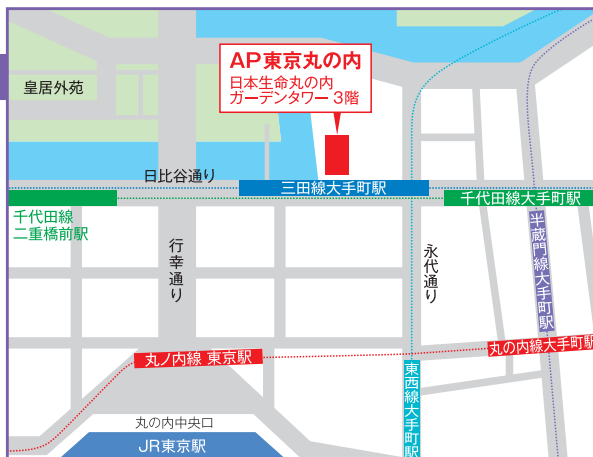 AP東京丸の内
日本生命丸の内
ガーデンタワー 3階
皇居外苑
日比谷通り
三田線大手町駅
千代田線大手町駅
千代田線
二重橋前駅
行幸通り
永代通り
半蔵門線大手町駅
丸ノ内線 東京駅
丸の内線大手町駅
東西線大手町駅
丸の内中央口
JR東京駅